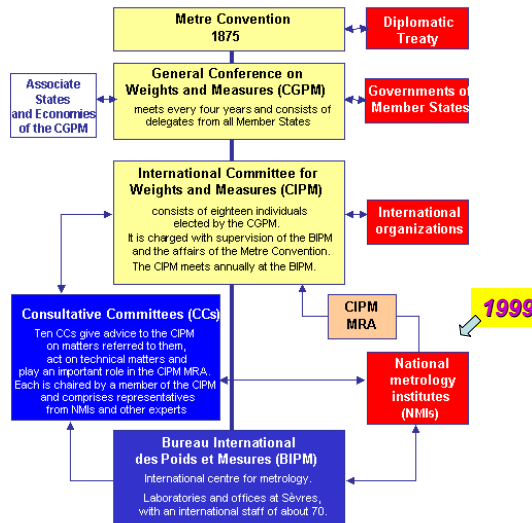 Metre Convention
1875
Diplomatic
Treaty
Associate
States
and Economies
of the CGPM
General Conference on
Weights and Measures (CGPM)
meets every four years and consists of
delegates from all Member States
Governments of
Member States
International Committee for
Weights and Measures (CIPM)
consists of eighteen individuals
elected by the CGPM.
It is charged with supervision of the BIPM
and the affairs of the Metre Convention.
The CIPM meets annually at the BIPM.
International
organizations
Consultative Committees (CCs)
Ten CCs give advice to the CIPM
on matters referred to them,
act on technical matters and
play an important role in the CIPM MRA.
Each is chaired by a member of the CIPM
and comprises representatives
from NMIs and other experts
CIPM
MRA
1999
National
metrology
institutes
(NMIs)
Bureau International
des Poids et Mesures (BIPM)
International centre for metrology.
Laboratories and offices at Sèvres,
with an international staff of about 70.